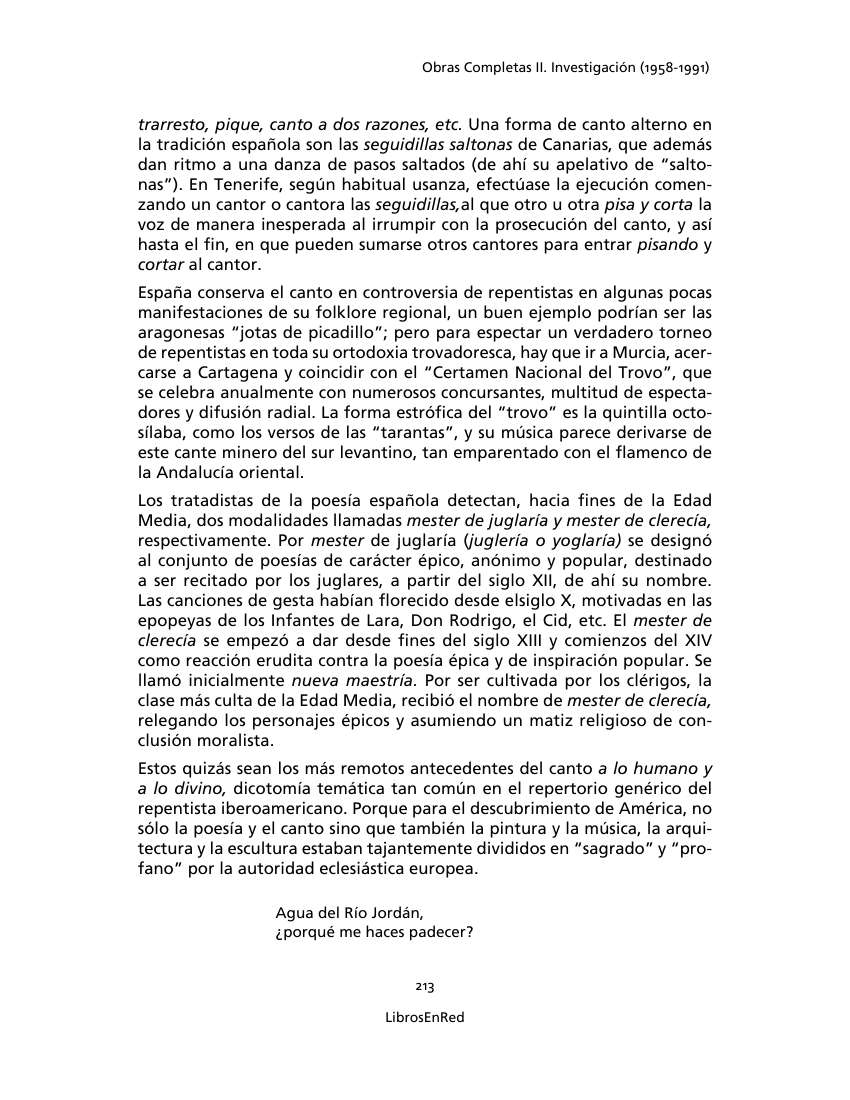 Obras Completas II. Investigación (1958-1991)
trarresto, pique, canto a dos razones, etc. Una forma de canto alterno en
la tradición española son las seguidillas saltonas de Canarias, que además
dan ritmo a una danza de pasos saltados (de ahí su apelativo de “salto-
nas”). En Tenerife, según habitual usanza, efectúase la ejecución comen-
zando un cantor o cantora las seguidillas,al que otro u otra pisa y corta la
voz de manera inesperada al irrumpir con la prosecución del canto, y así
hasta el fin, en que pueden sumarse otros cantores para entrar pisando y
cortar al cantor.
España conserva el canto en controversia de repentistas en algunas pocas
manifestaciones de su folklore regional, un buen ejemplo podrían ser las
aragonesas “jotas de picadillo”; pero para espectar un verdadero torneo
de repentistas en toda su ortodoxia trovadoresca, hay que ir a Murcia, acer-
carse a Cartagena y coincidir con el “Certamen Nacional del Trovo”, que
se celebra anualmente con numerosos concursantes, multitud de especta-
dores y difusión radial. La forma estrófica del “trovo” es la quintilla octo-
sílaba, como los versos de las “tarantas”, y su música parece derivarse de
este cante minero del sur levantino, tan emparentado con el flamenco de
la Andalucía oriental.
Los tratadistas de la poesía española detectan, hacia fines de la Edad
Media, dos modalidades llamadas mester de juglaría y mester de clerecía,
respectivamente. Por mester de juglaría (juglería o yoglaría) se designó
al conjunto de poesías de carácter épico, anónimo y popular, destinado
a ser recitado por los juglares, a partir del siglo XII, de ahí su nombre.
Las canciones de gesta habían florecido desde elsiglo X, motivadas en las
epopeyas de los Infantes de Lara, Don Rodrigo, el Cid, etc. El mester de
clerecía se empezó a dar desde fines del siglo XIII y comienzos del XIV
como reacción erudita contra la poesía épica y de inspiración popular. Se
llamó inicialmente nueva maestría. Por ser cultivada por los clérigos, la
clase más culta de la Edad Media, recibió el nombre de mester de clerecía,
relegando los personajes épicos y asumiendo un matiz religioso de con-
clusión moralista.
Estos quizás sean los más remotos antecedentes del canto a lo humano y
a lo divino, dicotomía temática tan común en el repertorio genérico del
repentista iberoamericano. Porque para el descubrimiento de América, no
sólo la poesía y el canto sino que también la pintura y la música, la arqui-
tectura y la escultura estaban tajantemente divididos en “sagrado” y “pro-
fano” por la autoridad eclesiástica europea.
Agua del Río Jordán,
¿porqué me haces padecer?
213
LibrosEnRed